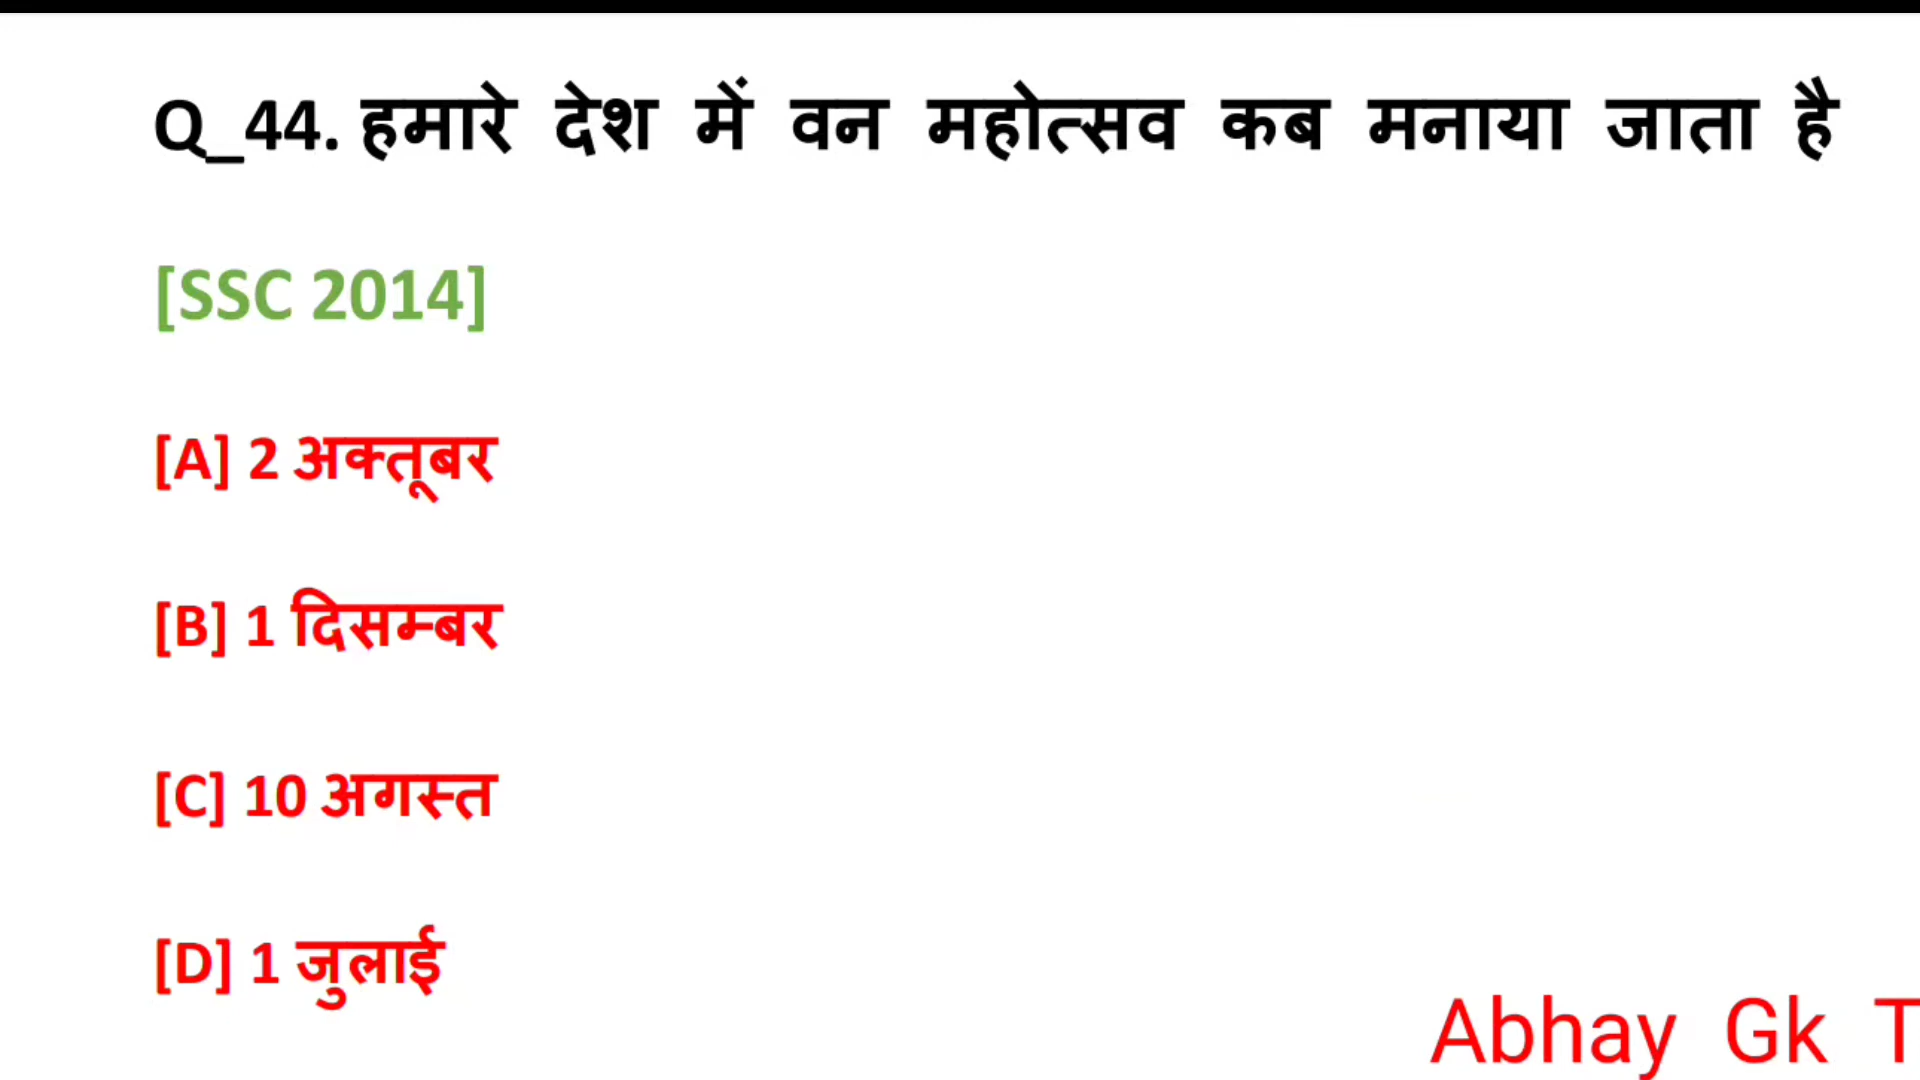 Q_44. हमारे देश में वन महोत्सव कब मनाया जाता है
[SSC 2014]
[A] 2 अक्तूबर
[B] 1 दिसम्बर
[C] 10 अगस्त
[D] 1 जुलाई
Abhay Gk T